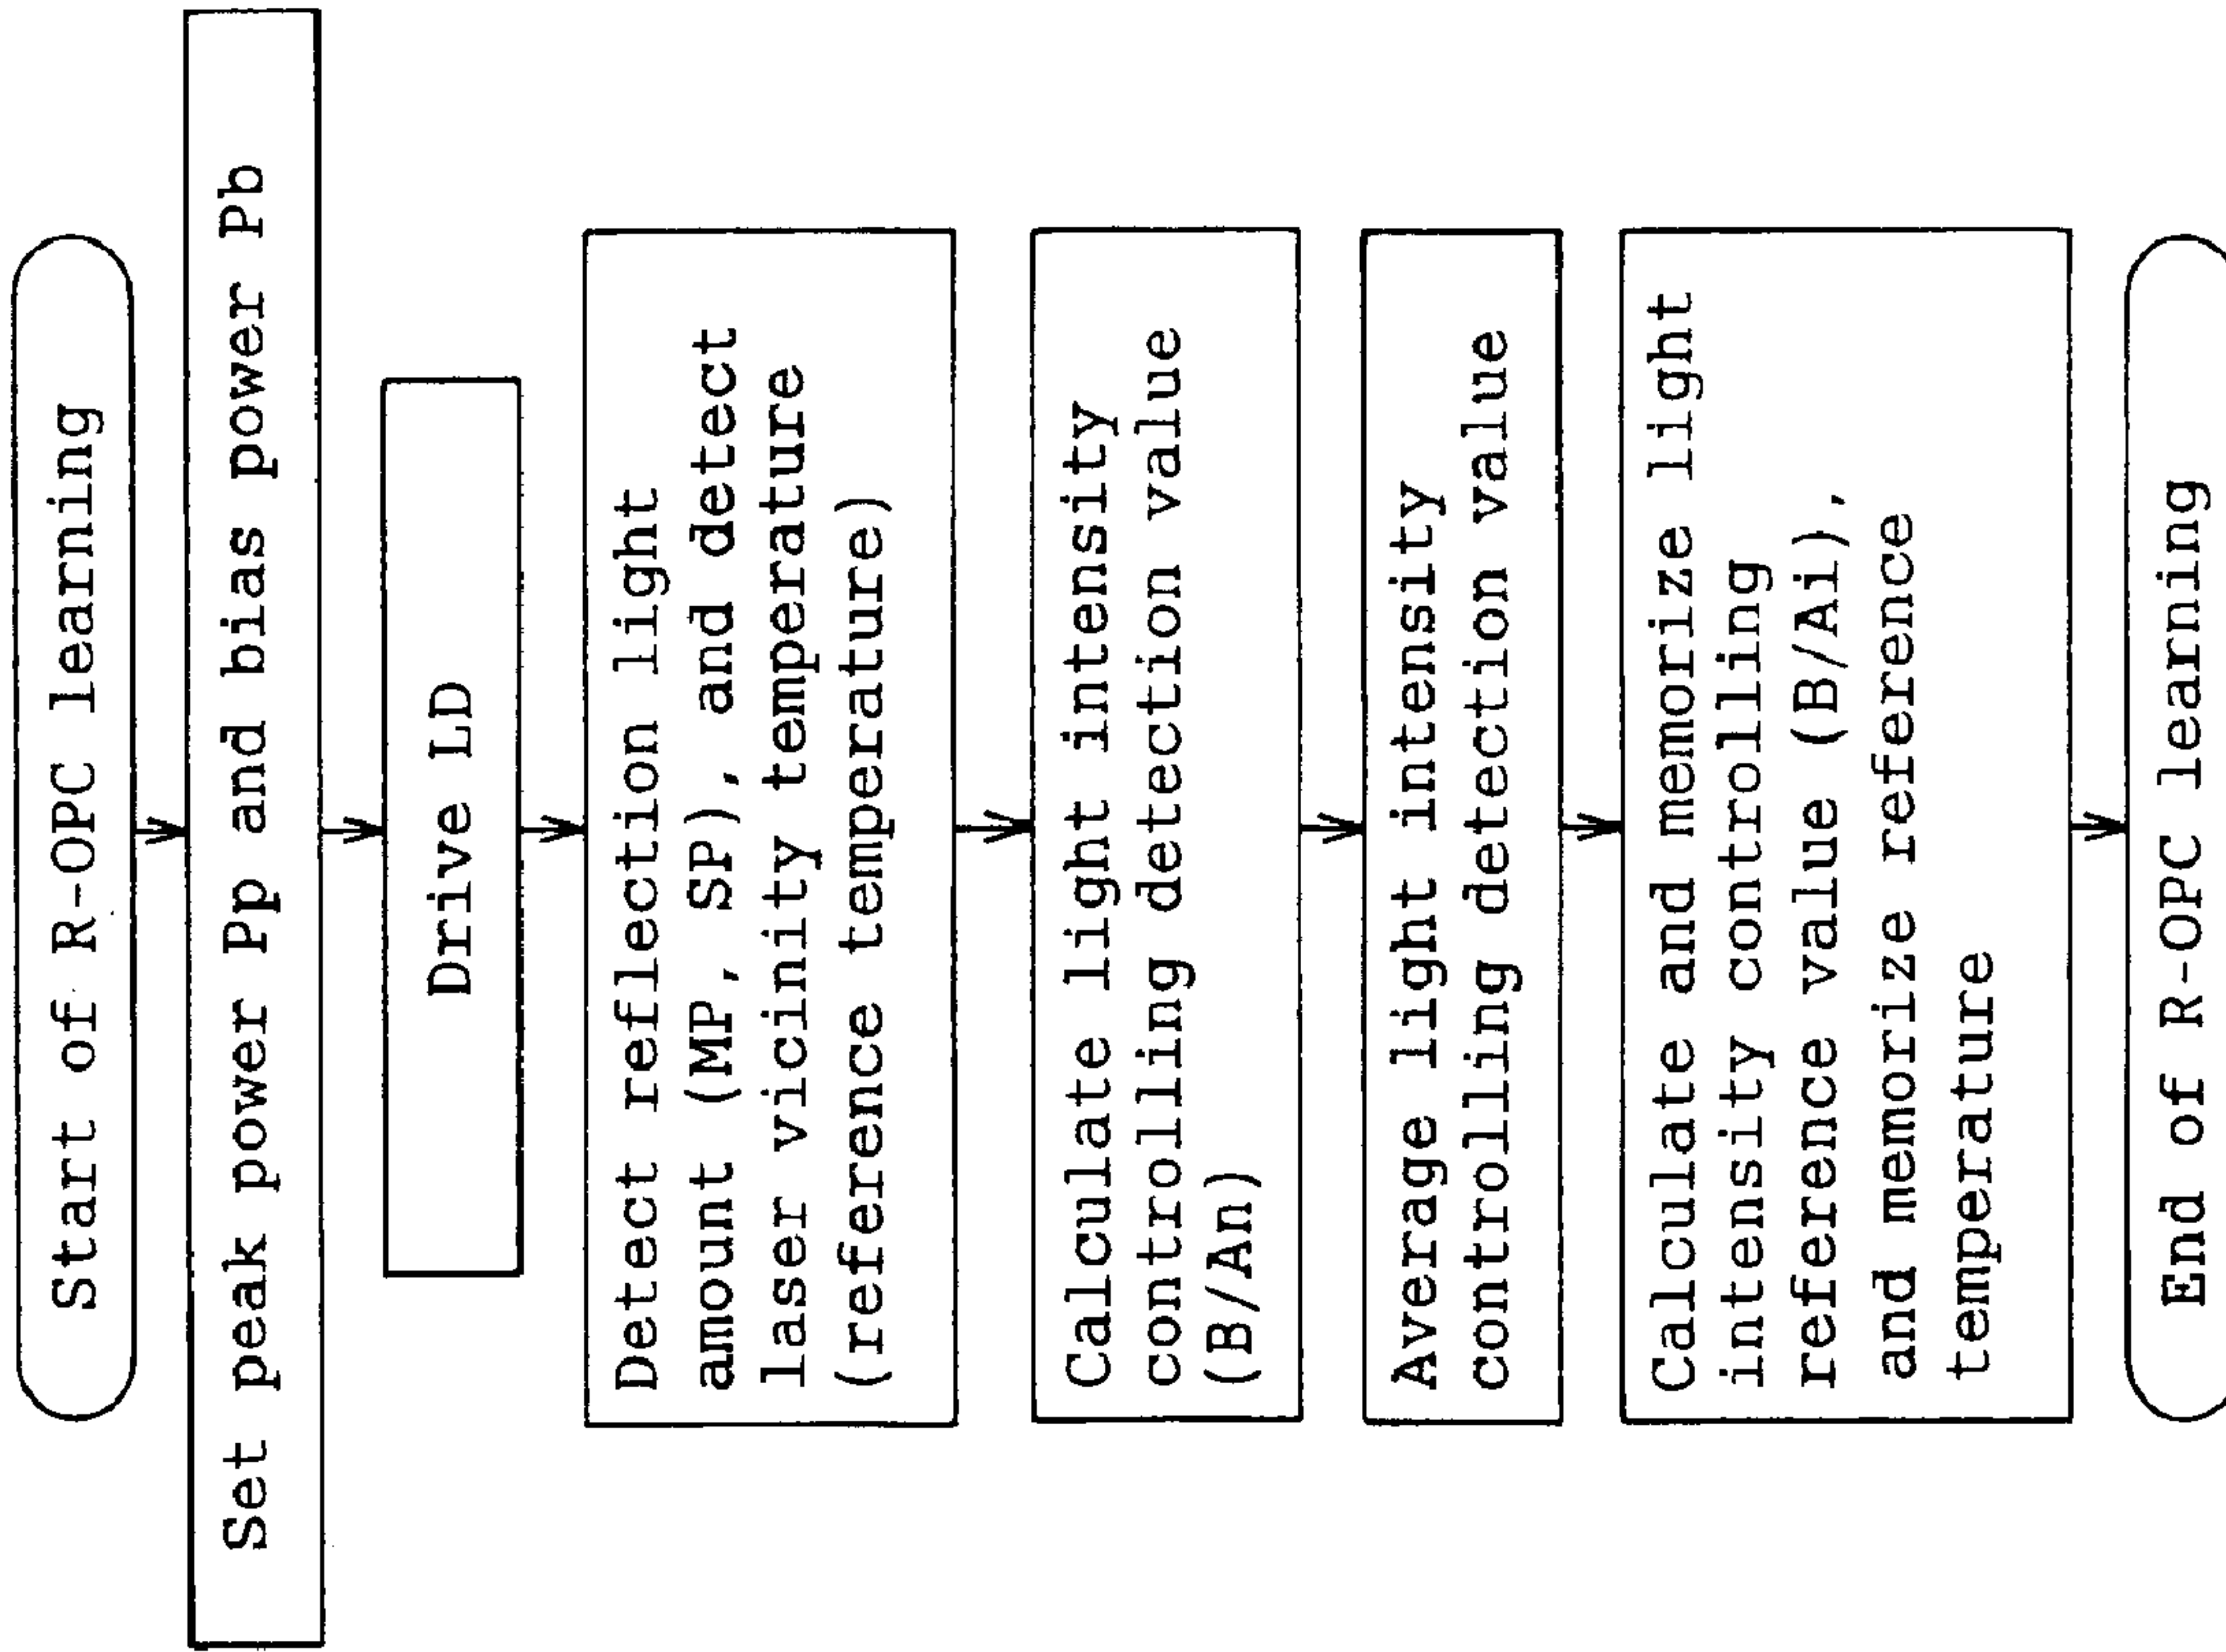 Start of R-OPC learning
Set peak power Pp and bias power Pb
Drive LD
Detect reflection light
amount (MP, SP), and detect
laser vicinity temperature
(reference temperature)
Calculate light intensity
controlling detection value
(B/An)
Average light intensity
controlling detection value
Calculate and memorize light
intensity controlling
reference value (B/Ai),
and memorize reference
temperature
End of R-OPC learning